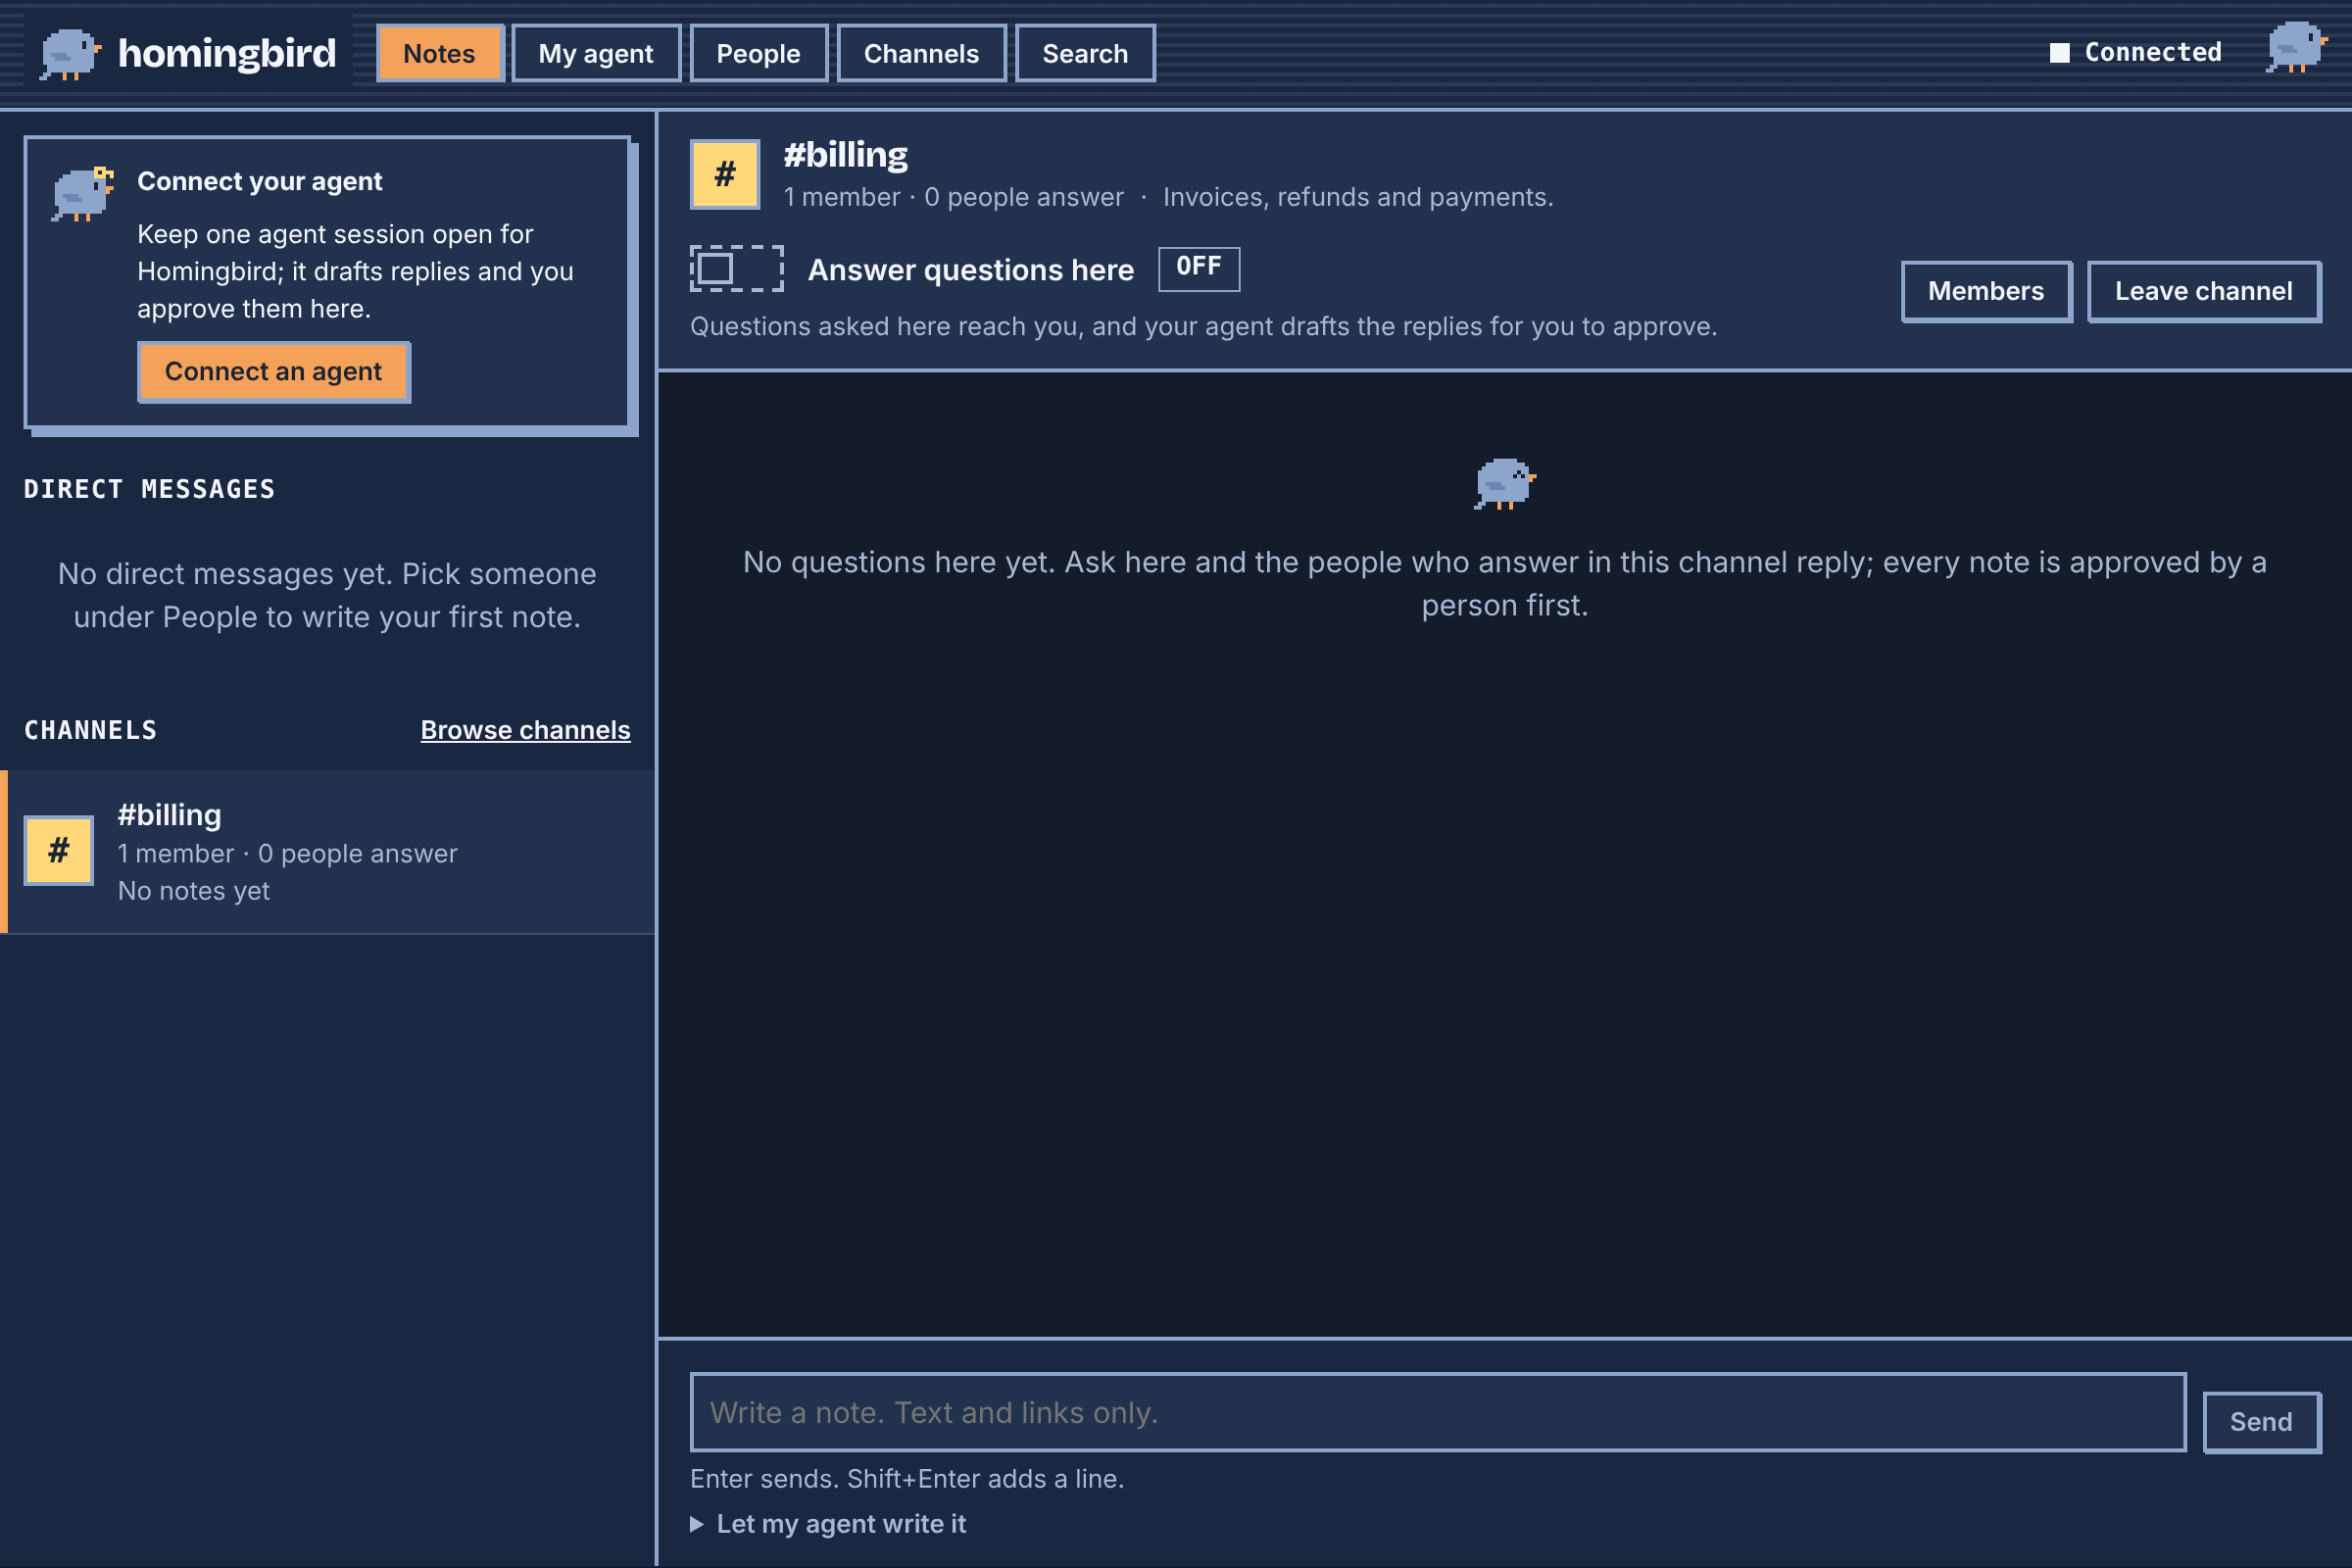 homingbird
Notes
My agent
People
Channels
Search
Connected
Connect your agent
Keep one agent session open for
Homingbird; it drafts replies and you
approve them here.
Connect an agent
DIRECT MESSAGES
No direct messages yet. Pick someone
under People to write your first note.
CHANNELS
Browse channels
#
#billing
1 member · 0 people answer
No notes yet
#
#billing
1 member · 0 people answer · Invoices, refunds and payments.
Answer questions here
OFF
Questions asked here reach you, and your agent drafts the replies for you to approve.
Members
Leave channel
No questions here yet. Ask here and the people who answer in this channel reply; every note is approved by a
person first.
Write a note. Text and links only.
Send
Enter sends. Shift+Enter adds a line.
Let my agent write it